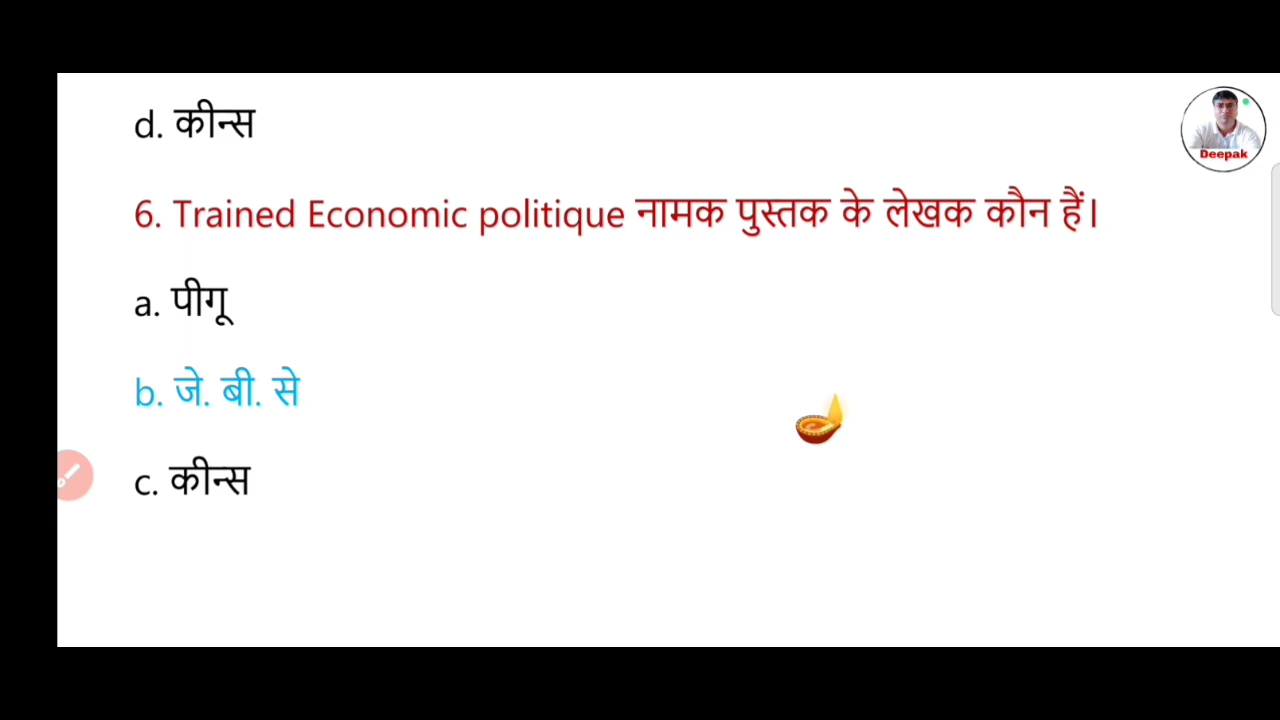 d. कीन्स
Deepak
6. Trained Economic politique नामक पुस्तक के लेखक कौन हैं।
a. पीगू
b. जे. बी. से
c. कीन्स